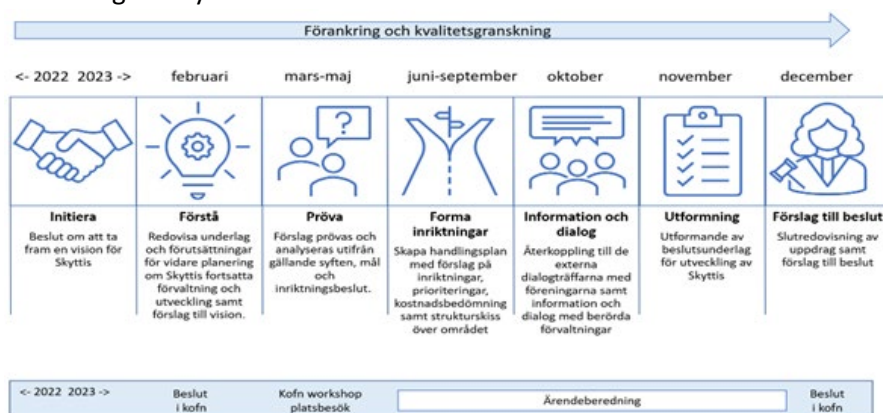 Förankring och kvalitetsgranskning
<- 2022 2023 ->
februari
mars-maj
juni-september
oktober
november
december
?
Initiera
Beslut om att ta
fram en vision för
Skyttis
Förstå
Redovisa underlag
och förutsättningar
för vidare planering
om Skyttis fortsatta
förvaltning och
utveckling samt
förslag till vision.
Pröva
Förslag prövas och
analyseras utifrån
gällande syften, mål
och
inriktningsbeslut.
Forma
inriktningar
Skapa handlingsplan
med förslag på
inriktningar,
prioriteringar,
kostnadsbedömning
samt strukturskiss
över området
Information och
dialog
Återkoppling till de
externa
dialogträffarna med
föreningarna samt
information och
dialog med berörda
förvaltningar
Utformning
Utformande av
beslutsunderlag
för utveckling av
Skyttis
Förslag till beslut
Slutredovisning av
uppdrag samt
förslag till beslut
<- 2022 2023 ->
Beslut
i kofn
Kofn workshop
platsbesök
Ärendeberedning
Beslut
i kofn